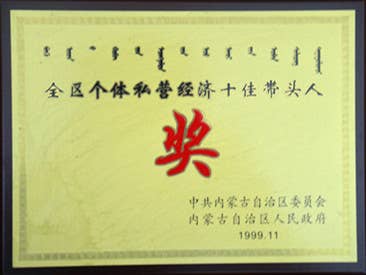 全区个体私营经济十佳带头人
奖
中共内蒙古自治区委员会
内蒙古自治区人民政府
1999.11